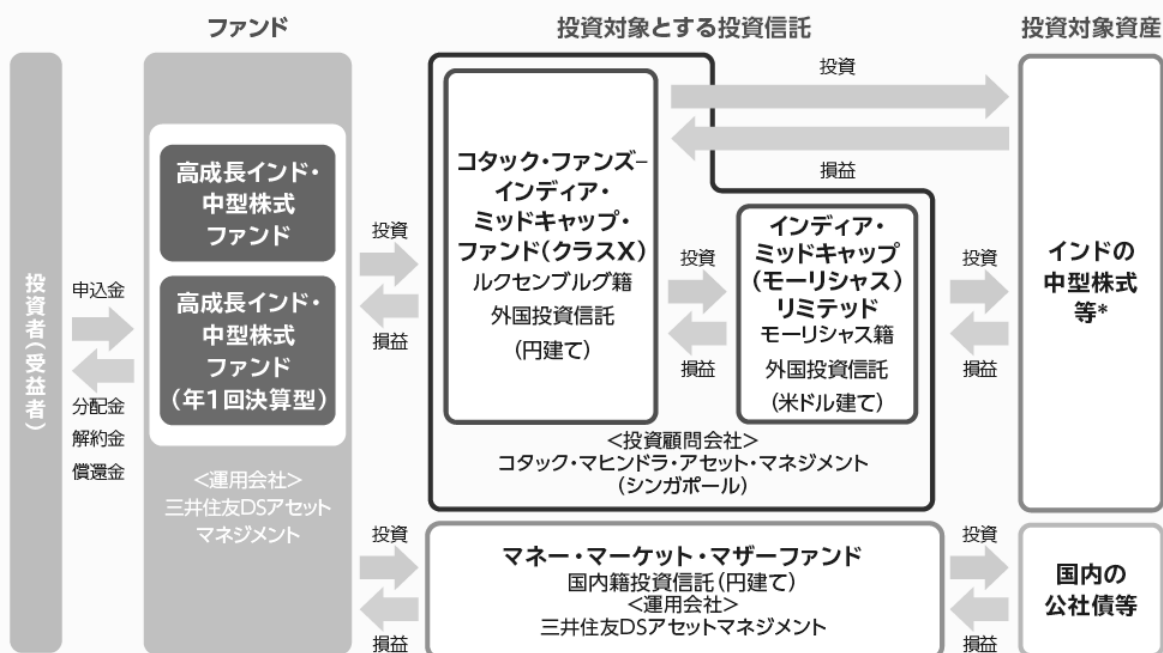 ファンド
投資対象とする投資信託
投資対象資産
投資者(受益者)
申込金
分配金
解約金
償還金
高成長インド・
中型株式
ファンド
高成長インド・
中型株式
ファンド
(年1回決算型)
<運用会社>
三井住友DSアセット
マネジメント
投資
損益
コタック・ファンズ−
インディア・
ミッドキャップ・
ファンド(クラスX)
ルクセンブルグ籍
外国投資信託
(円建て)
投資
損益
投資
損益
インディア・
ミッドキャップ
(モーリシャス)
リミテッド
モーリシャス籍
外国投資信託
(米ドル建て)
<投資顧問会社>
コタック・マヒンドラ・アセット・マネジメント
(シンガポール)
投資
損益
インドの
中型株式
等*
投資
損益
マネー・マーケット・マザーファンド
国内籍投資信託(円建て)
<運用会社>
三井住友DSアセットマネジメント
投資
損益
国内の
公社債等